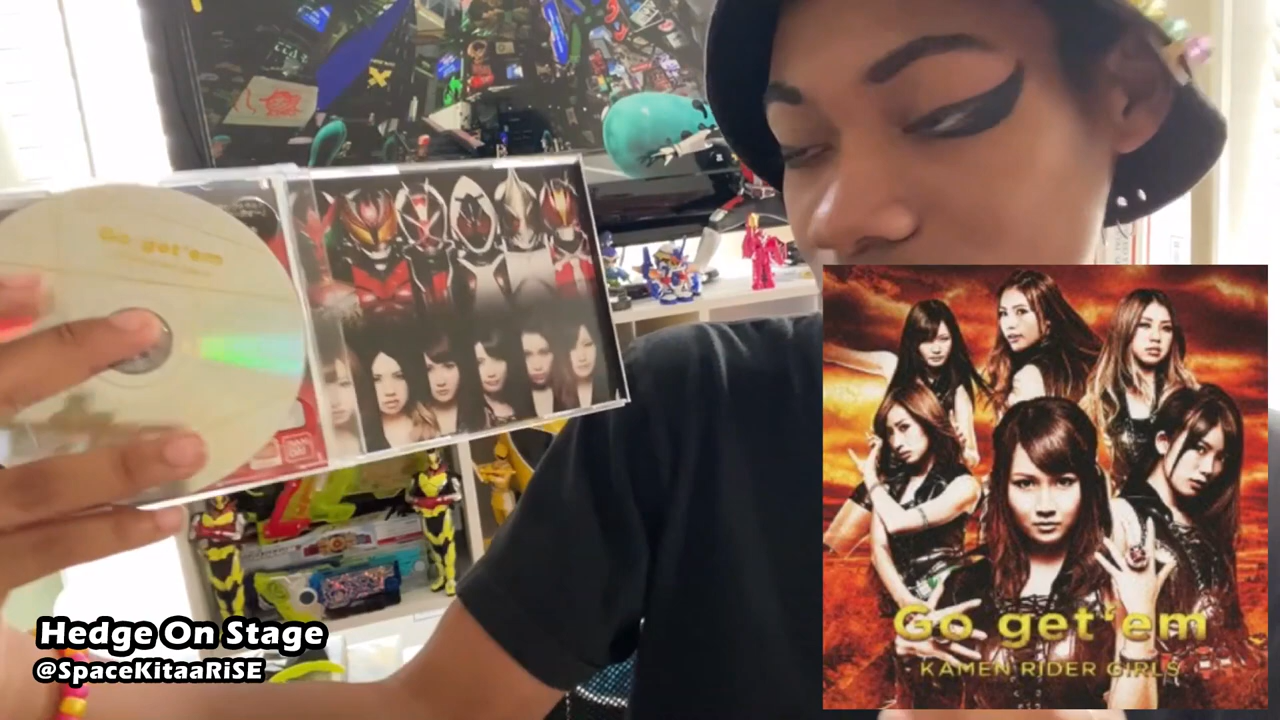 Go get'em
Go get'em
KAMEN RIDER GIRLS
Hedge On Stage
@SpaceKitaaRiSE